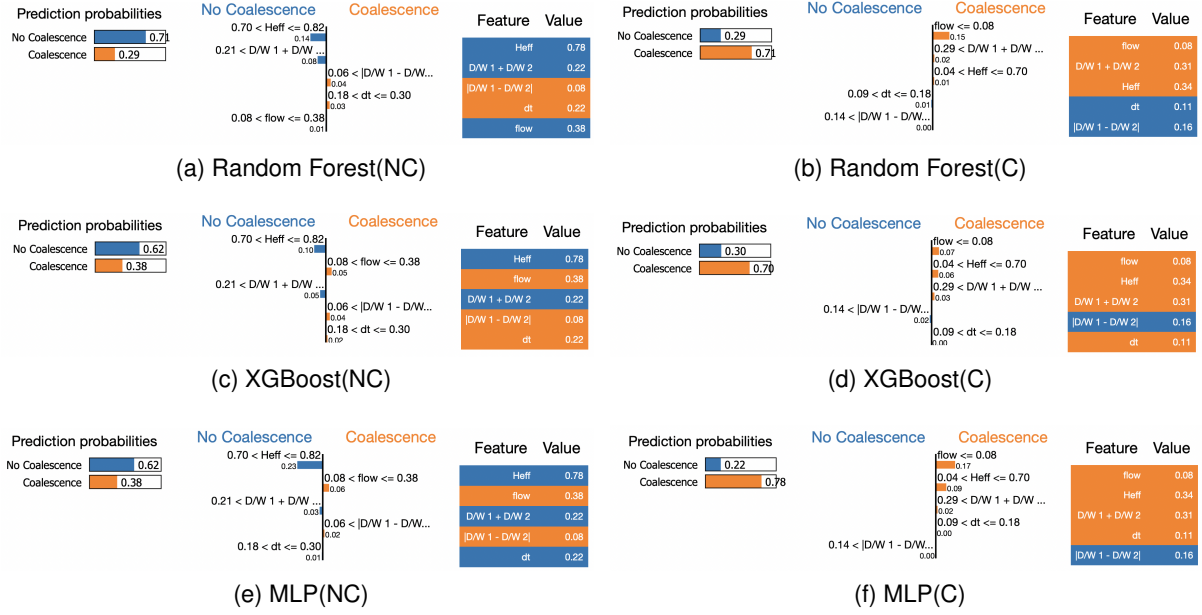 Prediction probabilities
No Coalescence 0.71
Coalescence 0.29
No Coalescence Coalescence
0.70 < Heff <= 0.82
0.14
0.21 < D/W 1 + D/W ...
0.08
0.06 < |D/W 1 - D/W...
0.04
0.18 < dt <= 0.30
0.03
0.08 < flow <= 0.38
0.01
Feature Value
Heff 0.78
D/W 1 + D/W 2 0.22
|D/W 1 - D/W 2| 0.08
dt 0.22
flow 0.38
(a) Random Forest(NC)
Prediction probabilities
No Coalescence 0.29
Coalescence 0.71
No Coalescence Coalescence
flow <= 0.08
0.15
0.29 < D/W 1 + D/W ...
0.02
0.04 < Heff <= 0.70
0.01
0.09 < dt <= 0.18
0.01
0.14 < |D/W 1 - D/W...
0.00
Feature Value
flow 0.08
D/W 1 + D/W 2 0.31
Heff 0.34
dt 0.11
|D/W 1 - D/W 2| 0.16
(b) Random Forest(C)
Prediction probabilities
No Coalescence 0.62
Coalescence 0.38
No Coalescence Coalescence
0.70 < Heff <= 0.82
0.10
0.08 < flow <= 0.38
0.05
0.21 < D/W 1 + D/W ...
0.05
0.06 < |D/W 1 - D/W...
0.04
0.18 < dt <= 0.30
0.02
Feature Value
Heff 0.78
flow 0.38
D/W 1 + D/W 2 0.22
|D/W 1 - D/W 2| 0.08
dt 0.22
(c) XGBoost(NC)
Prediction probabilities
No Coalescence 0.30
Coalescence 0.70
No Coalescence Coalescence
flow <= 0.08
0.07
0.04 < Heff <= 0.70
0.06
0.29 < D/W 1 + D/W ...
0.03
0.14 < |D/W 1 - D/W...
0.02
0.09 < dt <= 0.18
0.00
Feature Value
flow 0.08
Heff 0.34
D/W 1 + D/W 2 0.31
|D/W 1 - D/W 2| 0.16
dt 0.11
(d) XGBoost(C)
Prediction probabilities
No Coalescence 0.62
Coalescence 0.38
No Coalescence Coalescence
0.70 < Heff <= 0.82
0.23
0.08 < flow <= 0.38
0.06
0.21 < D/W 1 + D/W ...
0.03
0.06 < |D/W 1 - D/W...
0.02
0.18 < dt <= 0.30
0.01
Feature Value
Heff 0.78
flow 0.38
D/W 1 + D/W 2 0.22
|D/W 1 - D/W 2| 0.08
dt 0.22
(e) MLP(NC)
Prediction probabilities
No Coalescence 0.22
Coalescence 0.78
No Coalescence Coalescence
flow <= 0.08
0.17
0.04 < Heff <= 0.70
0.09
0.29 < D/W 1 + D/W ...
0.02
0.09 < dt <= 0.18
0.00
0.14 < |D/W 1 - D/W...
0.00
Feature Value
flow 0.08
Heff 0.34
D/W 1 + D/W 2 0.31
dt 0.11
|D/W 1 - D/W 2| 0.16
(f) MLP(C)